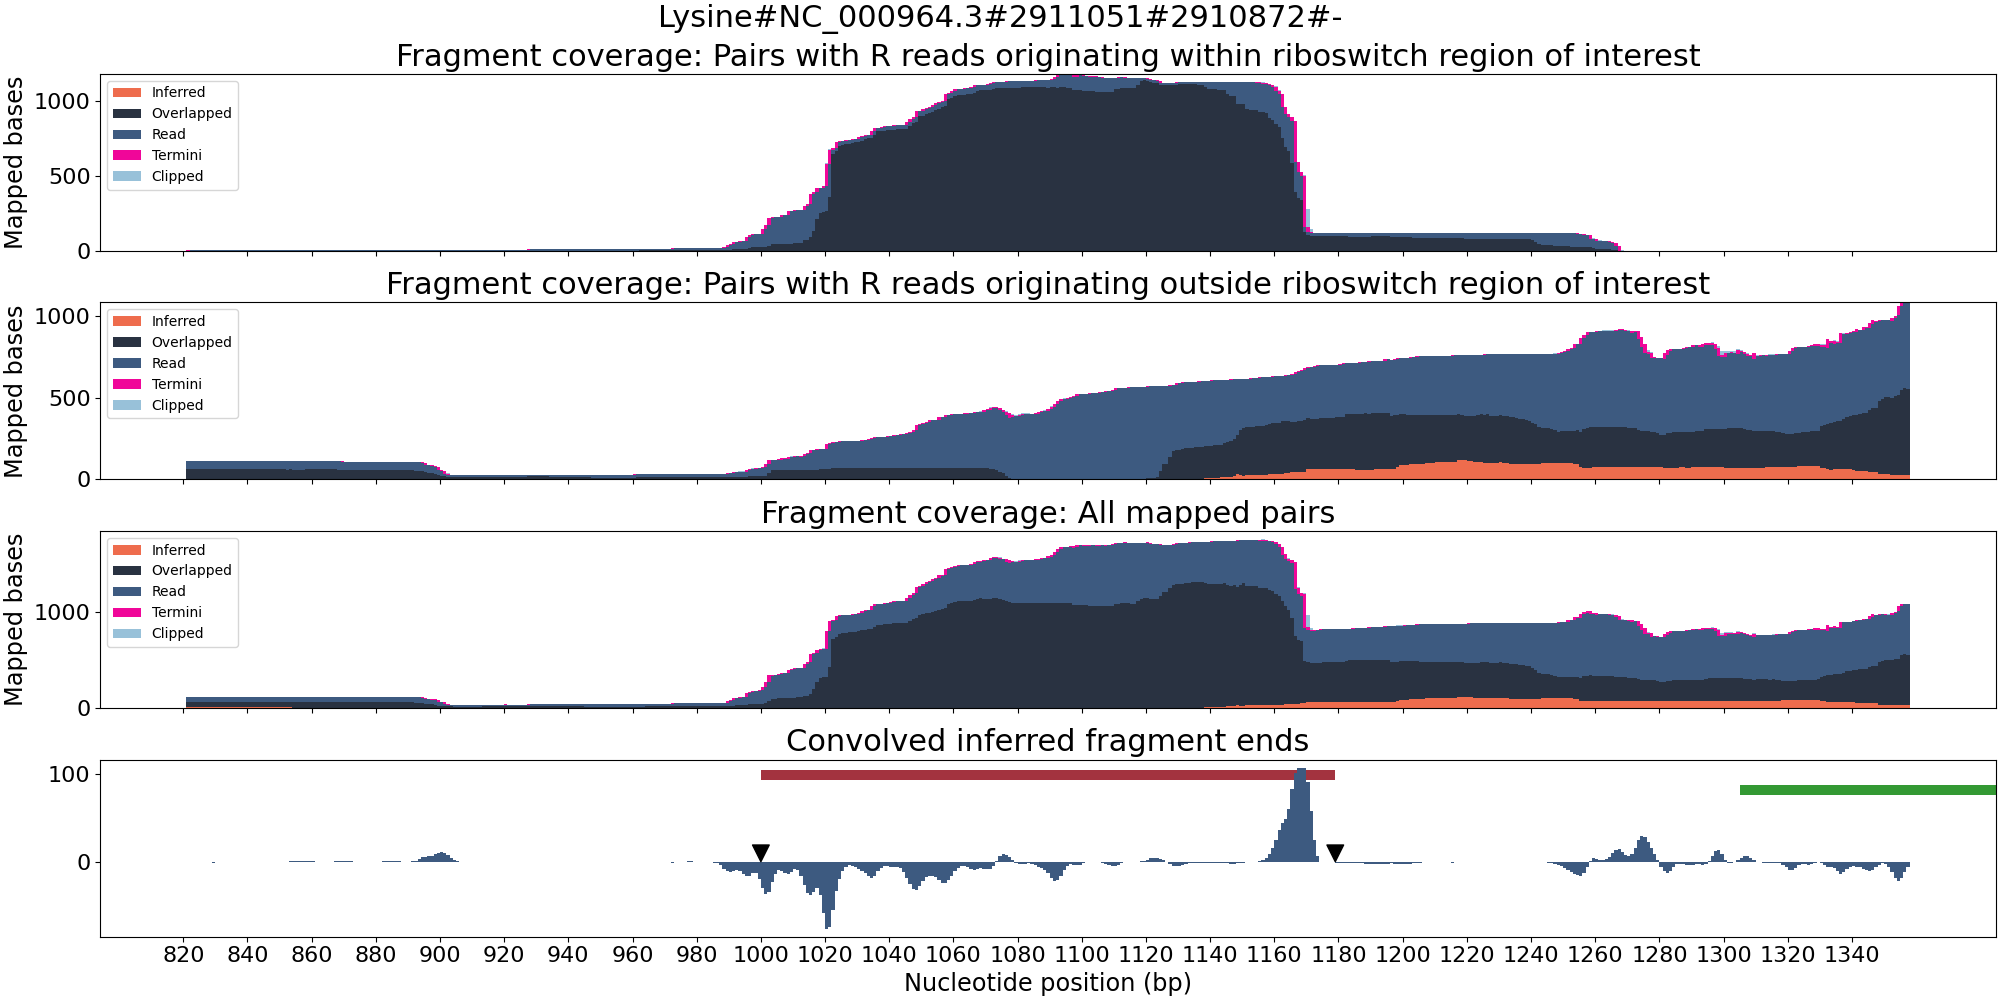 Lysine#NC_000964.3#2911051#2910872#-
Fragment coverage: Pairs with R reads originating within riboswitch region of interest
Mapped bases
1000
500
0
Inferred
Overlapped
Read
Termini
Clipped
Fragment coverage: Pairs with R reads originating outside riboswitch region of interest
Mapped bases
1000
500
0
Inferred
Overlapped
Read
Termini
Clipped
Fragment coverage: All mapped pairs
Mapped bases
1000
0
Inferred
Overlapped
Read
Termini
Clipped
Convolved inferred fragment ends
100
0
820 840 860 880 900 920 940 960 980 1000 1020 1040 1060 1080 1100 1120 1140 1160 1180 1200 1220 1240 1260 1280 1300 1320 1340
Nucleotide position (bp)